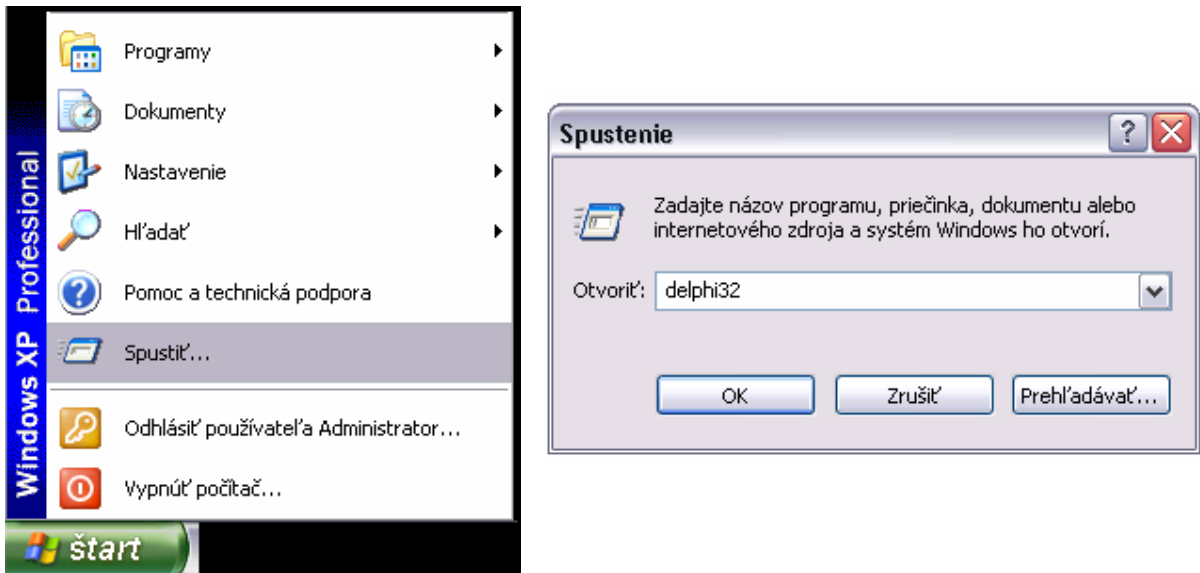 Windows XP Professional
Programy
Dokumenty
Nastavenie
Hľadať
Pomoc a technická podpora
Spustiť...
Odhlásiť používateľa Administrator...
Vypnúť počítač...
štart
Spustenie
?
Zadajte názov programu, priečinka, dokumentu alebo
internetového zdroja a systém Windows ho otvorí.
Otvoriť: delphi32
OK Zrušiť Prehľadávať...